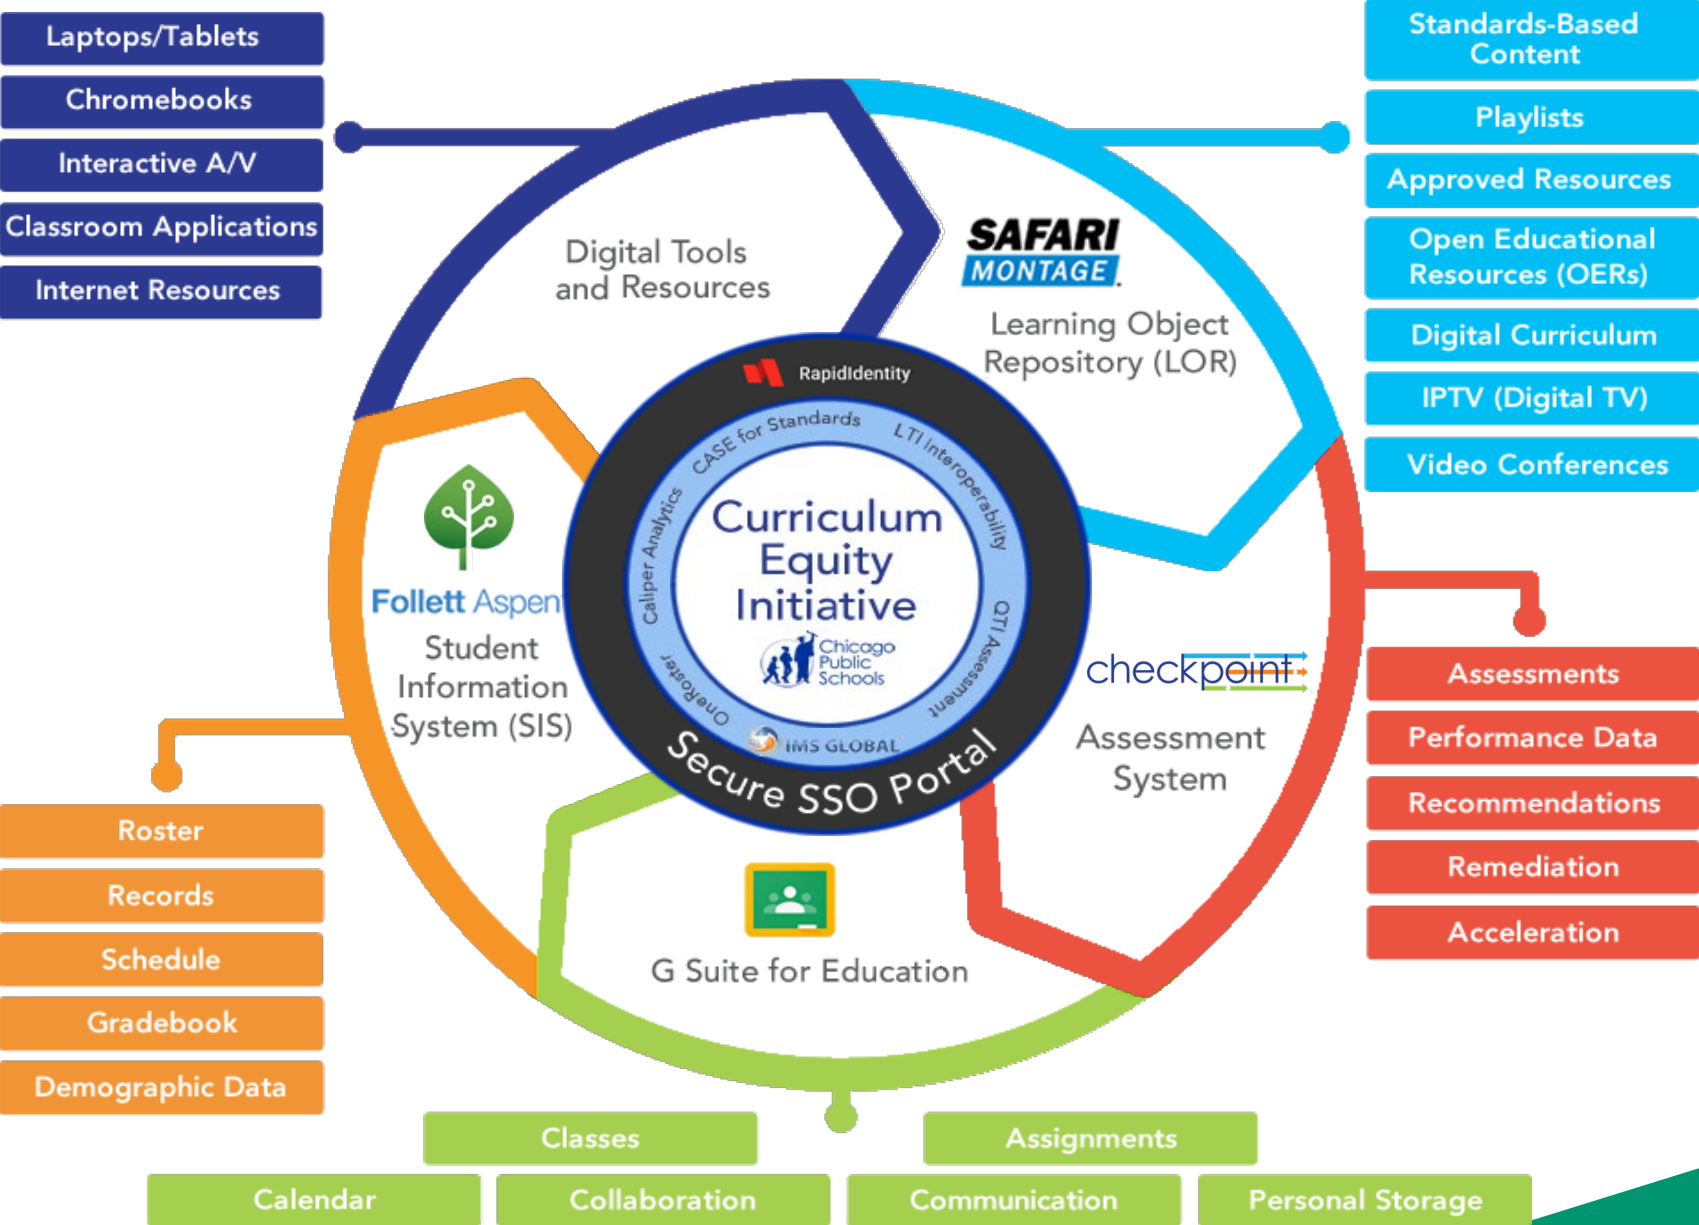 Laptops/Tablets
Chromebooks
Interactive A/V
Classroom Applications
Internet Resources
Standards-Based
Content
Playlists
Approved Resources
Open Educational
Resources (OERs)
Digital Curriculum
IPTV (Digital TV)
Video Conferences
Digital Tools
and Resources
SAFARI
MONTAGE
Learning Object
Repository (LOR)
RapidIdentity
CASE for Standards
LTI Interoperability
Caliper Analytics
QTI Assessment
OneRoster
IMS GLOBAL
Curriculum
Equity
Initiative
Chicago
Public
Schools
Secure SSO Portal
Follett Aspen
Student
Information
System (SIS)
checkpoint
Assessment
System
G Suite for Education
Roster
Records
Schedule
Gradebook
Demographic Data
Assessments
Performance Data
Recommendations
Remediation
Acceleration
Classes
Assignments
Calendar
Collaboration
Communication
Personal Storage